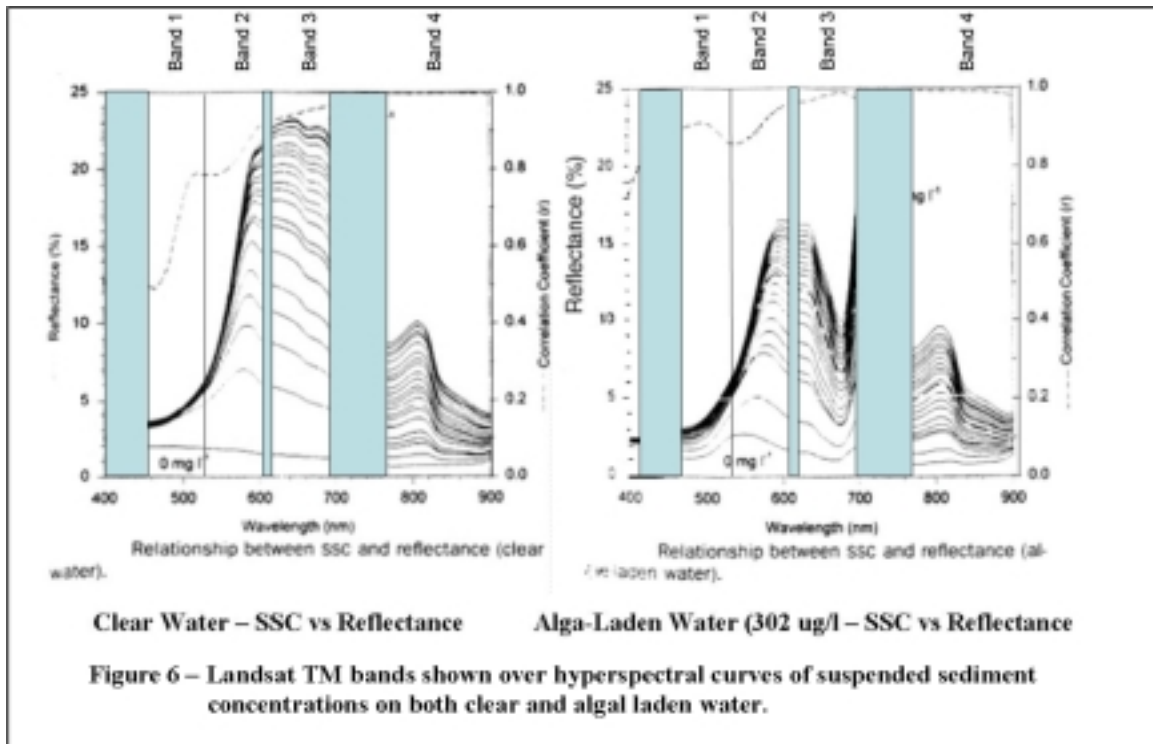 Band 1
Band 2
Band 3
Band 4
25
20
15
10
5
0
Reflectance (%)
1.0
0.8
0.6
0.4
0.2
0.0
Correlation Coefficient (r)
0 mg l⁻¹
400 500 600 700 800 900
Wavelength (nm)
Relationship between SSC and reflectance (clear
water).
Band 1
Band 2
Band 3
Band 4
25
20
15
10
5
0
Reflectance (%)
1.0
0.8
0.6
0.4
0.2
0.0
Correlation Coefficient (r)
mg l⁻¹
0 mg l⁻¹
400 500 600 700 800 900
Wavelength (nm)
Relationship between SSC and reflectance (al-
laden water).
Clear Water – SSC vs Reflectance
Alga-Laden Water (302 ug/l – SSC vs Reflectance
Figure 6 – Landsat TM bands shown over hyperspectral curves of suspended sediment
concentrations on both clear and algal laden water.